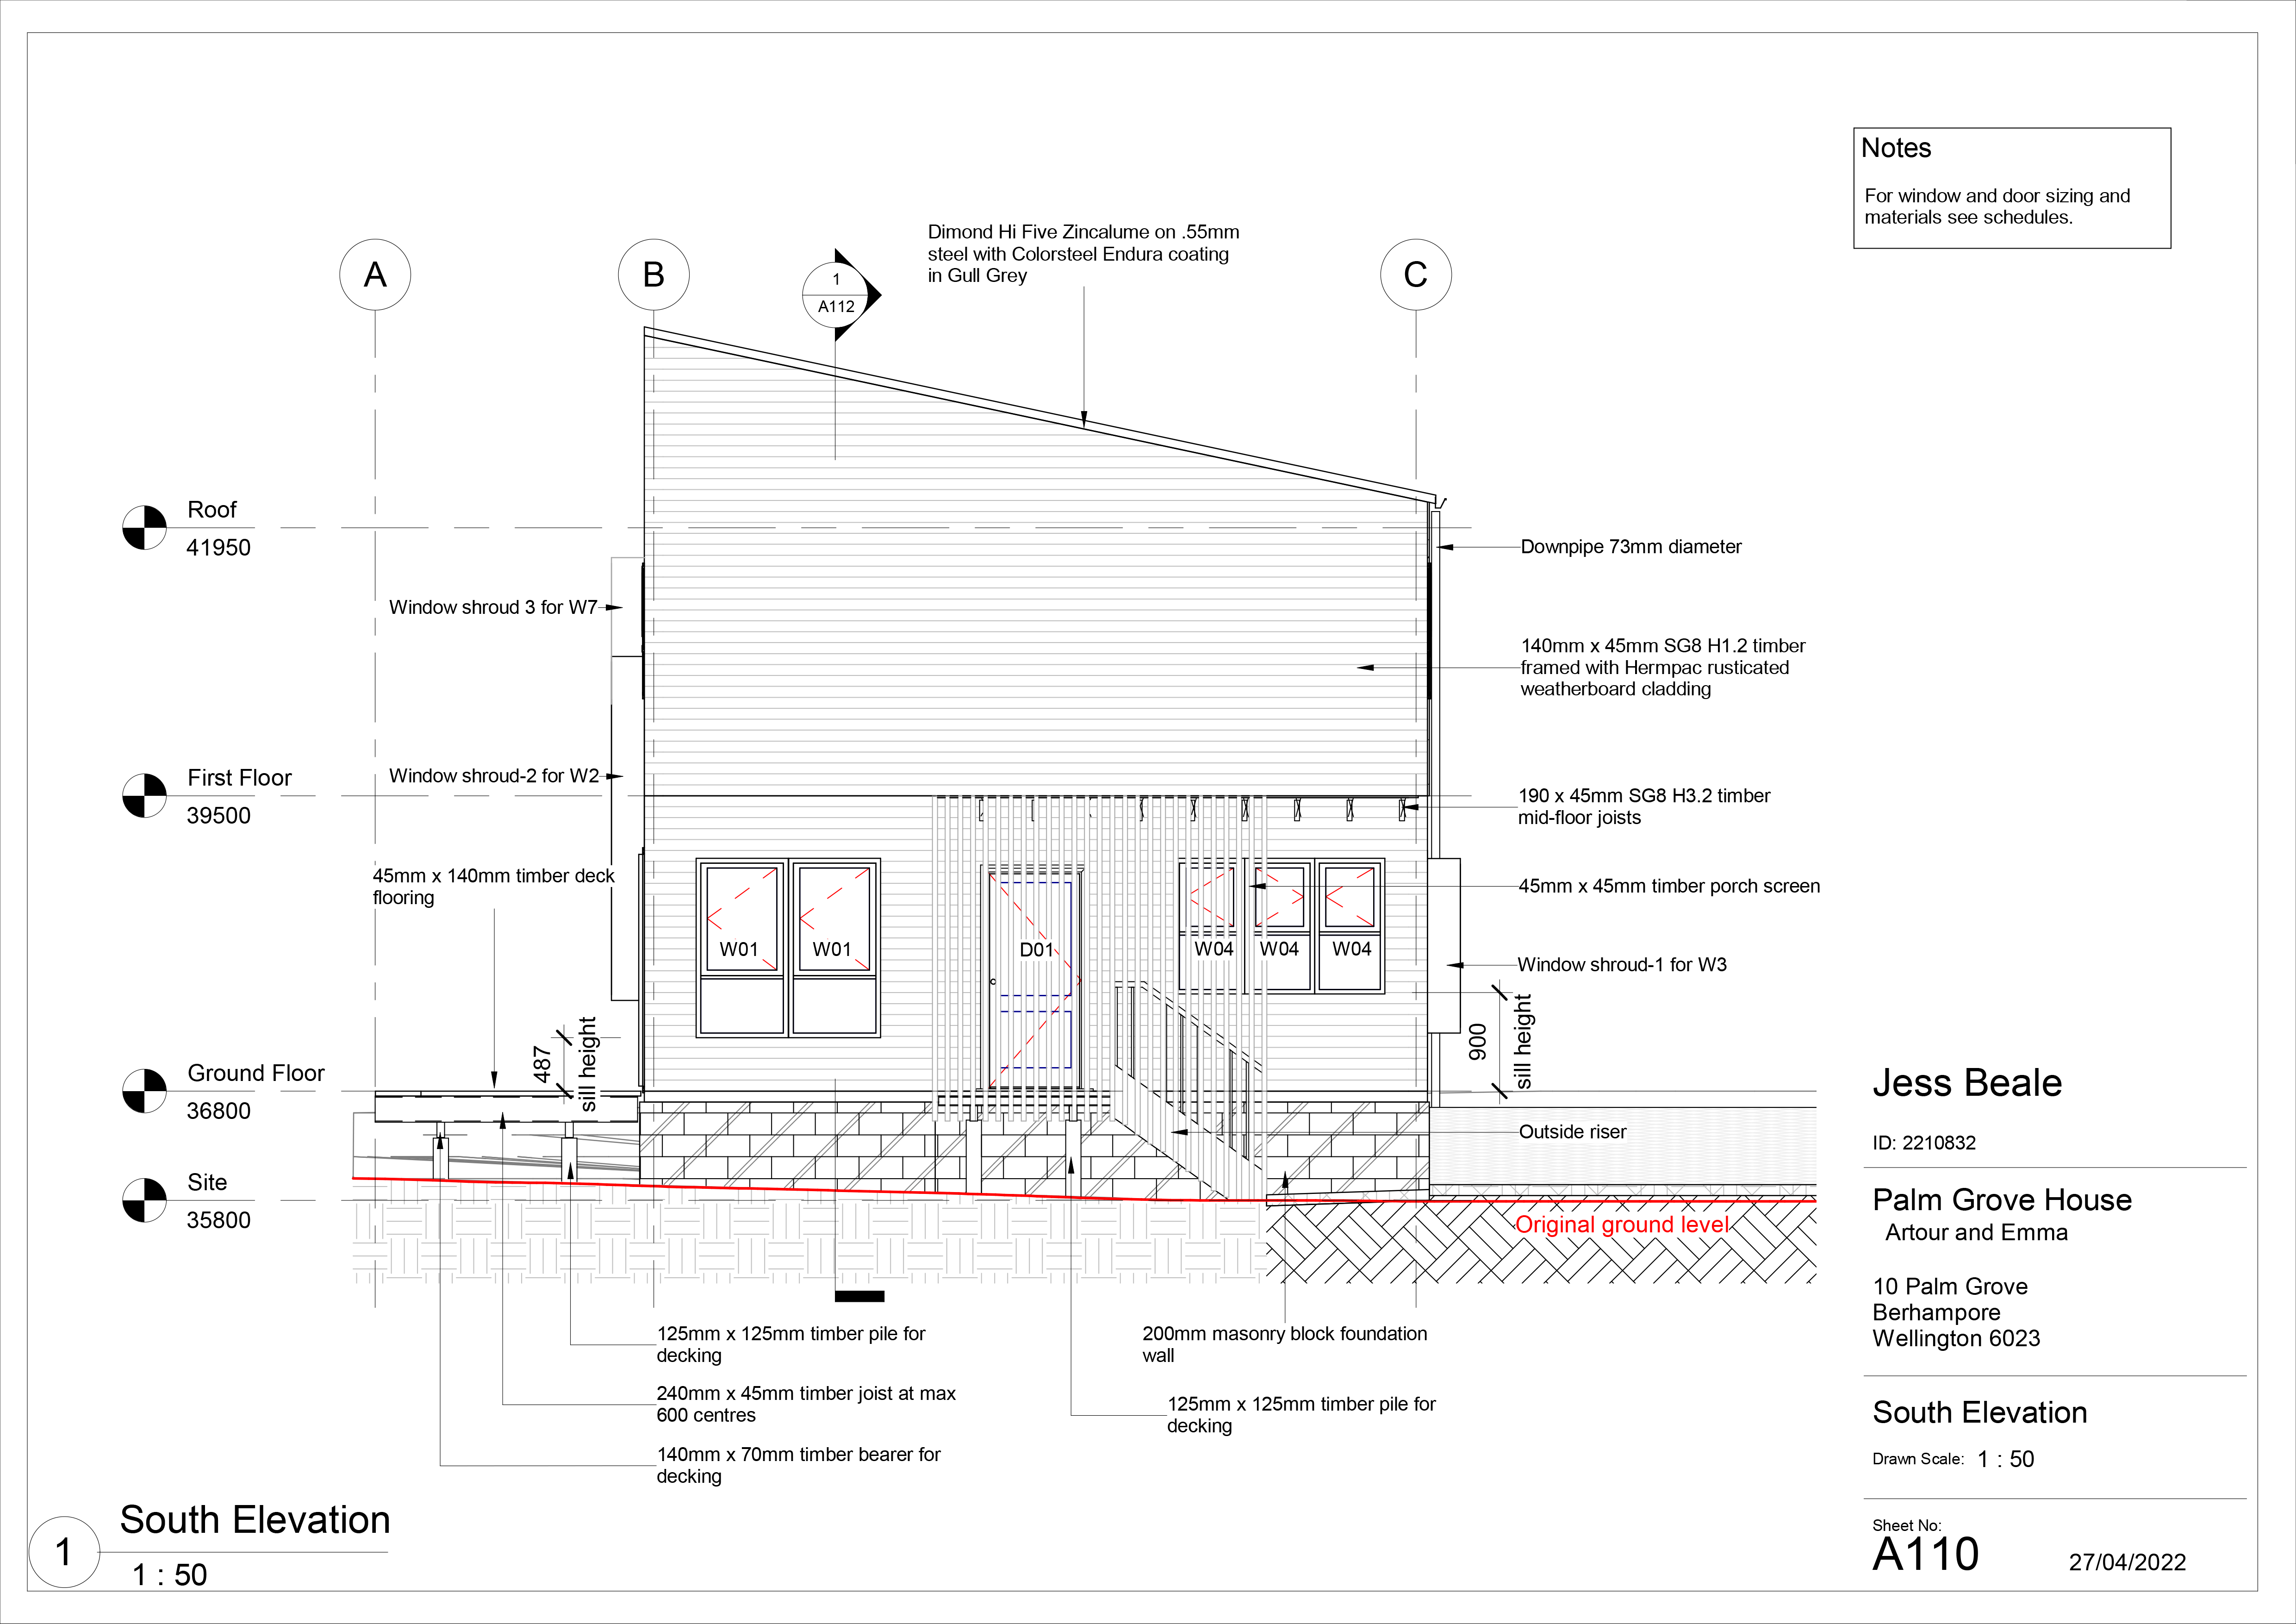 Notes
For window and door sizing and
materials see schedules.
Dimond Hi Five Zincalume on .55mm
steel with Colorsteel Endura coating
in Gull Grey
A
B
1
A112
C
Roof
41950
Downpipe 73mm diameter
Window shroud 3 for W7
140mm x 45mm SG8 H1.2 timber
framed with Hermpac rusticated
weatherboard cladding
First Floor
39500
Window shroud-2 for W2
190 x 45mm SG8 H3.2 timber
mid-floor joists
45mm x 140mm timber deck
flooring
45mm x 45mm timber porch screen
W01
W01
D01
W04
W04
W04
Window shroud-1 for W3
487
sill height
900
sill height
Ground Floor
36800
Outside riser
Site
35800
Original ground level
125mm x 125mm timber pile for
decking
240mm x 45mm timber joist at max
600 centres
140mm x 70mm timber bearer for
decking
200mm masonry block foundation
wall
125mm x 125mm timber pile for
decking
1
South Elevation
1 : 50
Jess Beale
ID: 2210832
Palm Grove House
Artour and Emma
10 Palm Grove
Berhampore
Wellington 6023
South Elevation
Drawn Scale: 1 : 50
Sheet No:
A110
27/04/2022